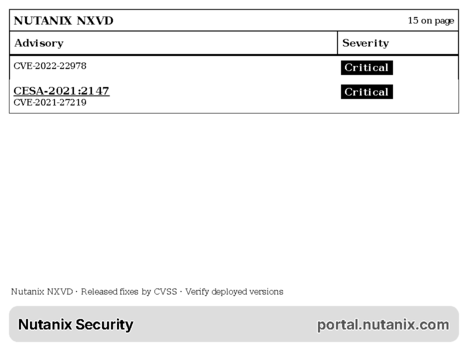 NUTANIX NXVD 15 on page
Advisory Severity
CVE-2022-22978 Critical
CESA-2021:2147 Critical
CVE-2021-27219
Nutanix NXVD · Released fixes by CVSS · Verify deployed versions
Nutanix Security portal.nutanix.com